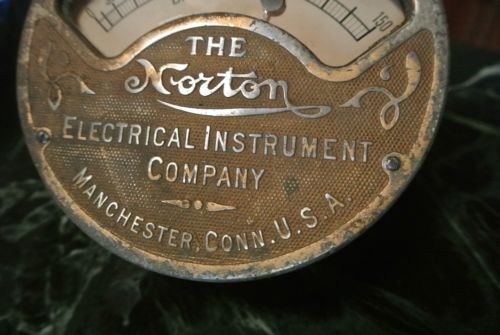 150
THE
Norton
ELECTRICAL INSTRUMENT
COMPANY
MANCHESTER, CONN. U.S.A.